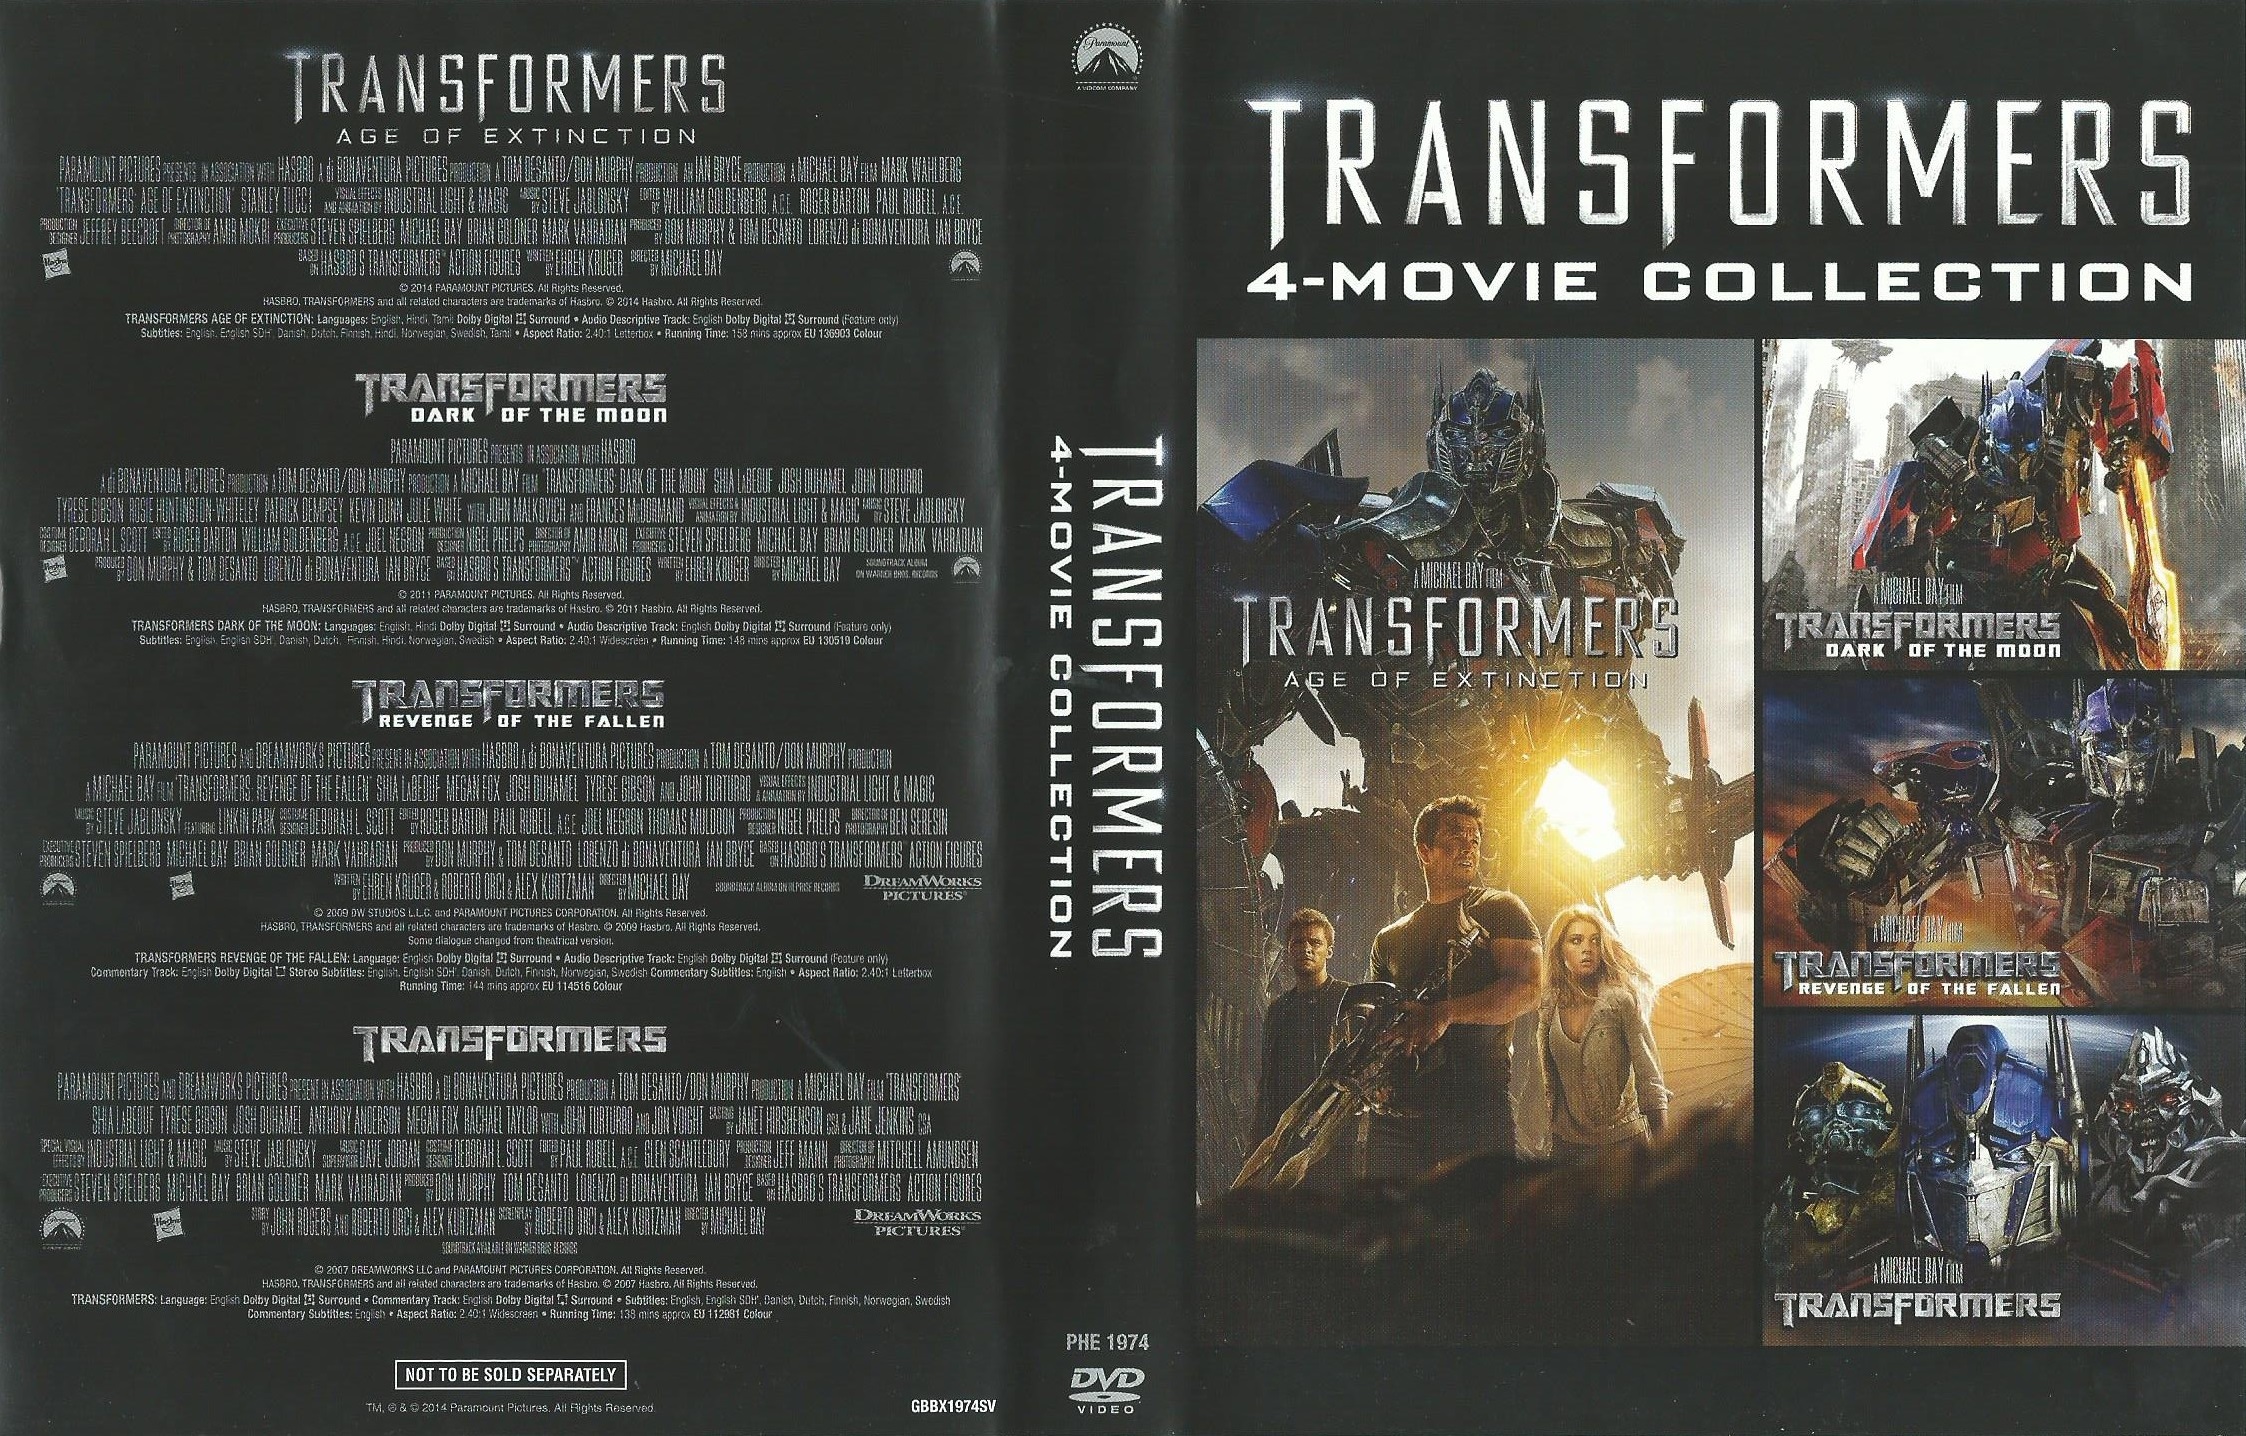 TRANSFORMERS
AGE OF EXTINCTION
PARAMOUNT PICTURES PRESENTS IN ASSOCIATION WITH HASBRO A di BONAVENTURA PICTURES PRODUCTION A TOM DESANTO/DON MURPHY PRODUCTION AN IAN BRYCE PRODUCTION A MICHAEL BAY FILM MARK WAHLBERG
"TRANSFORMERS: AGE OF EXTINCTION" STANLEY TUCCI VISUAL EFFECTS AND ANIMATION BY INDUSTRIAL LIGHT & MAGIC MUSIC BY STEVE JABLONSKY EDITED BY WILLIAM GOLDENBERG, A.C.E. ROGER BARTON PAUL RUBELL, A.C.E.
PRODUCTION DESIGNER JEFFREY BEECROFT DIRECTOR OF PHOTOGRAPHY AMIR MOKRI EXECUTIVE PRODUCERS STEVEN SPIELBERG MICHAEL BAY BRIAN GOLDNER MARK VAHRADIAN PRODUCED BY DON MURPHY & TOM DESANTO LORENZO di BONAVENTURA IAN BRYCE
Hasbro BASED ON HASBRO'S TRANSFORMERS™ ACTION FIGURES WRITTEN BY EHREN KRUGER DIRECTED BY MICHAEL BAY
© 2014 PARAMOUNT PICTURES. All Rights Reserved.
HASBRO, TRANSFORMERS and all related characters are trademarks of Hasbro. © 2014 Hasbro. All Rights Reserved.
TRANSFORMERS AGE OF EXTINCTION: Languages: English, Hindi, Tamil Dolby Digital Surround • Audio Descriptive Track: English Dolby Digital Surround (Feature only)
Subtitles: English, English SDH, Danish, Dutch, Finnish, Hindi, Norwegian, Swedish, Tamil • Aspect Ratio: 2.40:1 Letterbox • Running Time: 158 mins approx EU 136903 Colour
TRANSFORMERS
DARK OF THE MOON
PARAMOUNT PICTURES PRESENTS IN ASSOCIATION WITH HASBRO
A di BONAVENTURA PICTURES PRODUCTION A TOM DESANTO/DON MURPHY PRODUCTION A MICHAEL BAY FILM "TRANSFORMERS: DARK OF THE MOON" SHIA LaBEOUF JOSH DUHAMEL JOHN TURTURRO
TYRESE GIBSON ROSIE HUNTINGTON-WHITELEY PATRICK DEMPSEY KEVIN DUNN JULIE WHITE WITH JOHN MALKOVICH AND FRANCES McDORMAND VISUAL EFFECTS & ANIMATION BY INDUSTRIAL LIGHT & MAGIC MUSIC BY STEVE JABLONSKY
COSTUME DESIGNER DEBORAH L. SCOTT EDITED BY ROGER BARTON WILLIAM GOLDENBERG, A.C.E. JOEL NEGRON PRODUCTION DESIGNER NIGEL PHELPS DIRECTOR OF PHOTOGRAPHY AMIR MOKRI EXECUTIVE PRODUCERS STEVEN SPIELBERG MICHAEL BAY BRIAN GOLDNER MARK VAHRADIAN
PRODUCED BY DON MURPHY & TOM DESANTO LORENZO di BONAVENTURA IAN BRYCE BASED ON HASBRO'S TRANSFORMERS™ ACTION FIGURES WRITTEN BY EHREN KRUGER DIRECTED BY MICHAEL BAY SOUNDTRACK ALBUM ON WARNER BROS. RECORDS
© 2011 PARAMOUNT PICTURES. All Rights Reserved.
HASBRO, TRANSFORMERS and all related characters are trademarks of Hasbro. © 2011 Hasbro. All Rights Reserved.
TRANSFORMERS DARK OF THE MOON: Languages: English, Hindi Dolby Digital Surround • Audio Descriptive Track: English Dolby Digital Surround (Feature only)
Subtitles: English, English SDH, Danish, Dutch, Finnish, Hindi, Norwegian, Swedish • Aspect Ratio: 2.40:1 Widescreen • Running Time: 148 mins approx EU 130519 Colour
TRANSFORMERS
REVENGE OF THE FALLEN
PARAMOUNT PICTURES AND DREAMWORKS PICTURES PRESENT IN ASSOCIATION WITH HASBRO A di BONAVENTURA PICTURES PRODUCTION A TOM DESANTO/DON MURPHY PRODUCTION
A MICHAEL BAY FILM "TRANSFORMERS: REVENGE OF THE FALLEN" SHIA LaBEOUF MEGAN FOX JOSH DUHAMEL TYRESE GIBSON AND JOHN TURTURRO VISUAL EFFECTS & ANIMATION BY INDUSTRIAL LIGHT & MAGIC
MUSIC BY STEVE JABLONSKY FEATURING LINKIN PARK COSTUME DESIGNER DEBORAH L. SCOTT EDITED BY ROGER BARTON PAUL RUBELL A.C.E. JOEL NEGRON THOMAS MULDOON PRODUCTION DESIGNER NIGEL PHELPS DIRECTOR OF PHOTOGRAPHY BEN SERESIN
EXECUTIVE PRODUCERS STEVEN SPIELBERG MICHAEL BAY BRIAN GOLDNER MARK VAHRADIAN PRODUCED BY DON MURPHY & TOM DESANTO LORENZO di BONAVENTURA IAN BRYCE BASED ON HASBRO'S TRANSFORMERS™ ACTION FIGURES
WRITTEN BY EHREN KRUGER & ROBERTO ORCI & ALEX KURTZMAN DIRECTED BY MICHAEL BAY SOUNDTRACK ALBUM ON REPRISE RECORDS DREAMWORKS PICTURES
© 2009 DW STUDIOS L.L.C. and PARAMOUNT PICTURES CORPORATION. All Rights Reserved.
HASBRO, TRANSFORMERS and all related characters are trademarks of Hasbro. © 2009 Hasbro. All Rights Reserved.
Some dialogue changed from theatrical version.
TRANSFORMERS REVENGE OF THE FALLEN: Language: English Dolby Digital Surround • Audio Descriptive Track: English Dolby Digital Surround (Feature only)
Commentary Track: English Dolby Digital Stereo Subtitles: English, English SDH, Danish, Dutch, Finnish, Norwegian, Swedish Commentary Subtitles: English • Aspect Ratio: 2.40:1 Letterbox
Running Time: 144 mins approx EU 114516 Colour
TRANSFORMERS
PARAMOUNT PICTURES AND DREAMWORKS PICTURES PRESENT IN ASSOCIATION WITH HASBRO A DI BONAVENTURA PICTURES PRODUCTION A TOM DESANTO/DON MURPHY PRODUCTION A MICHAEL BAY FILM "TRANSFORMERS"
SHIA LABEOUF TYRESE GIBSON JOSH DUHAMEL ANTHONY ANDERSON MEGAN FOX RACHAEL TAYLOR WITH JOHN TURTURRO AND JON VOIGHT CASTING BY JANET HIRSHENSON CSA & JANE JENKINS CSA
SPECIAL VISUAL EFFECTS BY INDUSTRIAL LIGHT & MAGIC MUSIC BY STEVE JABLONSKY MUSIC SUPERVISOR DAVE JORDAN COSTUME DESIGNER DEBORAH L. SCOTT EDITED BY PAUL RUBELL A.C.E. GLEN SCANTLEBURY PRODUCTION DESIGNER JEFF MANN DIRECTOR OF PHOTOGRAPHY MITCHELL AMUNDSEN
EXECUTIVE PRODUCERS STEVEN SPIELBERG MICHAEL BAY BRIAN GOLDNER MARK VAHRADIAN PRODUCED BY DON MURPHY TOM DESANTO LORENZO DI BONAVENTURA IAN BRYCE BASED ON HASBRO'S TRANSFORMERS ACTION FIGURES
STORY BY JOHN ROGERS AND ROBERTO ORCI & ALEX KURTZMAN SCREENPLAY BY ROBERTO ORCI & ALEX KURTZMAN DIRECTED BY MICHAEL BAY DREAMWORKS PICTURES
SOUNDTRACK AVAILABLE ON WARNER BROS. RECORDS
© 2007 DREAMWORKS LLC and PARAMOUNT PICTURES CORPORATION. All Rights Reserved.
HASBRO, TRANSFORMERS and all related characters are trademarks of Hasbro. © 2007 Hasbro. All Rights Reserved.
TRANSFORMERS: Language: English Dolby Digital Surround • Commentary Track: English Dolby Digital Surround • Subtitles: English, English SDH, Danish, Dutch, Finnish, Norwegian, Swedish
Commentary Subtitles: English • Aspect Ratio: 2.40:1 Widescreen • Running Time: 138 mins approx EU 112981 Colour
NOT TO BE SOLD SEPARATELY
TM, ® & © 2014 Paramount Pictures. All Rights Reserved.
GBBX1974SV
Paramount
A VIACOM COMPANY
TRANSFORMERS
4-MOVIE COLLECTION
PHE 1974
DVD
VIDEO
TRANSFORMERS
4-MOVIE COLLECTION
A MICHAEL BAY FILM
TRANSFORMERS
AGE OF EXTINCTION
A MICHAEL BAY FILM
TRANSFORMERS
DARK OF THE MOON
A MICHAEL BAY FILM
TRANSFORMERS
REVENGE OF THE FALLEN
A MICHAEL BAY FILM
TRANSFORMERS